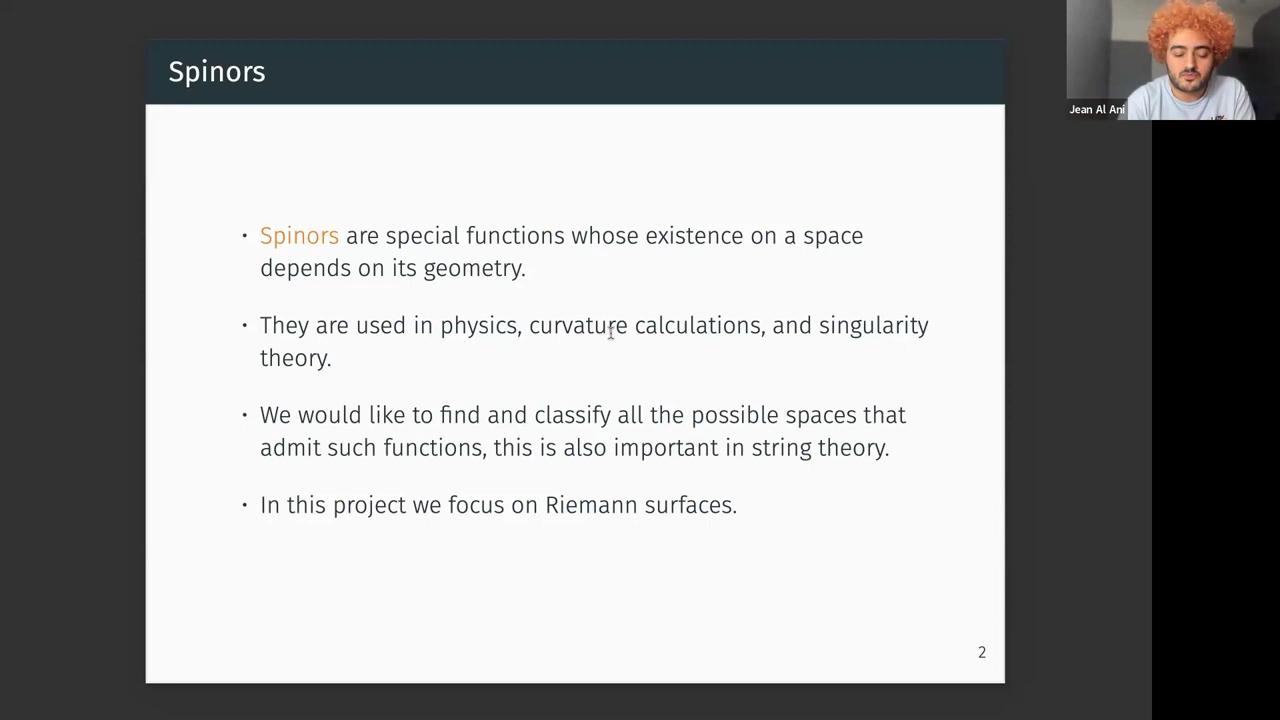 Spinors
Jean Al Ani
• Spinors are special functions whose existence on a space
depends on its geometry.
• They are used in physics, curvature calculations, and singularity
theory.
• We would like to find and classify all the possible spaces that
admit such functions, this is also important in string theory.
• In this project we focus on Riemann surfaces.
2